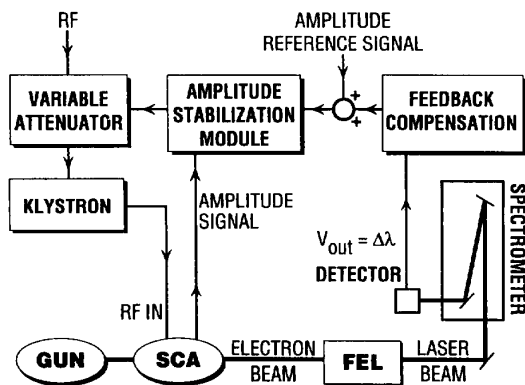 RF
AMPLITUDE
REFERENCE SIGNAL
+
+
VARIABLE
ATTENUATOR
AMPLITUDE
STABILIZATION
MODULE
FEEDBACK
COMPENSATION
KLYSTRON
AMPLITUDE
SIGNAL
V_out = Δλ
DETECTOR
SPECTROMETER
RF IN
GUN
SCA
ELECTRON
BEAM
FEL
LASER
BEAM